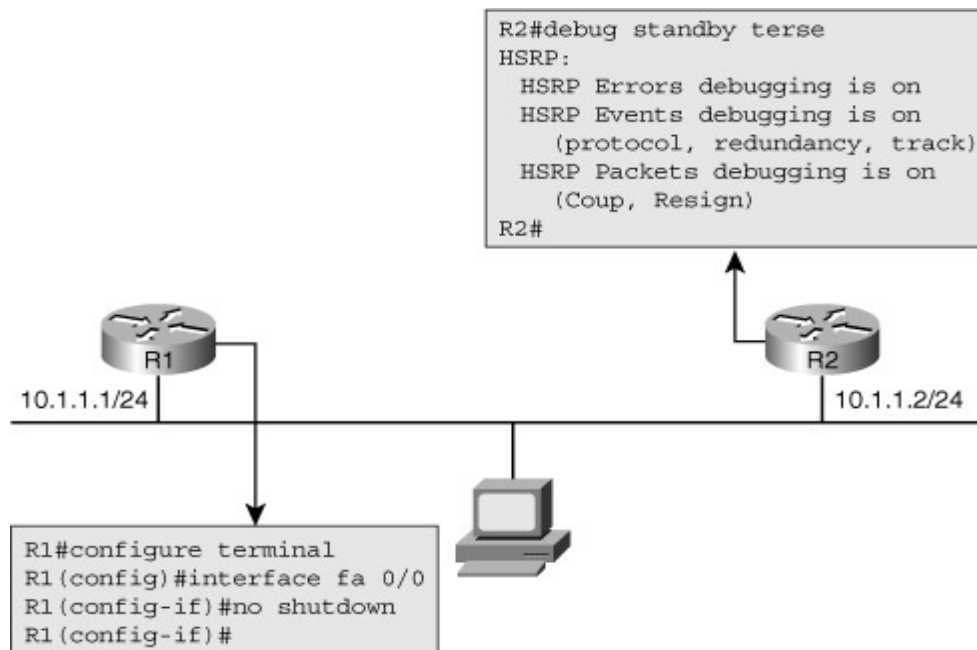 R2#debug standby terse
HSRP:
  HSRP Errors debugging is on
  HSRP Events debugging is on
    (protocol, redundancy, track)
  HSRP Packets debugging is on
    (Coup, Resign)
R2#
R1
R2
10.1.1.1/24
10.1.1.2/24
R1#configure terminal
R1(config)#interface fa 0/0
R1(config-if)#no shutdown
R1(config-if)#